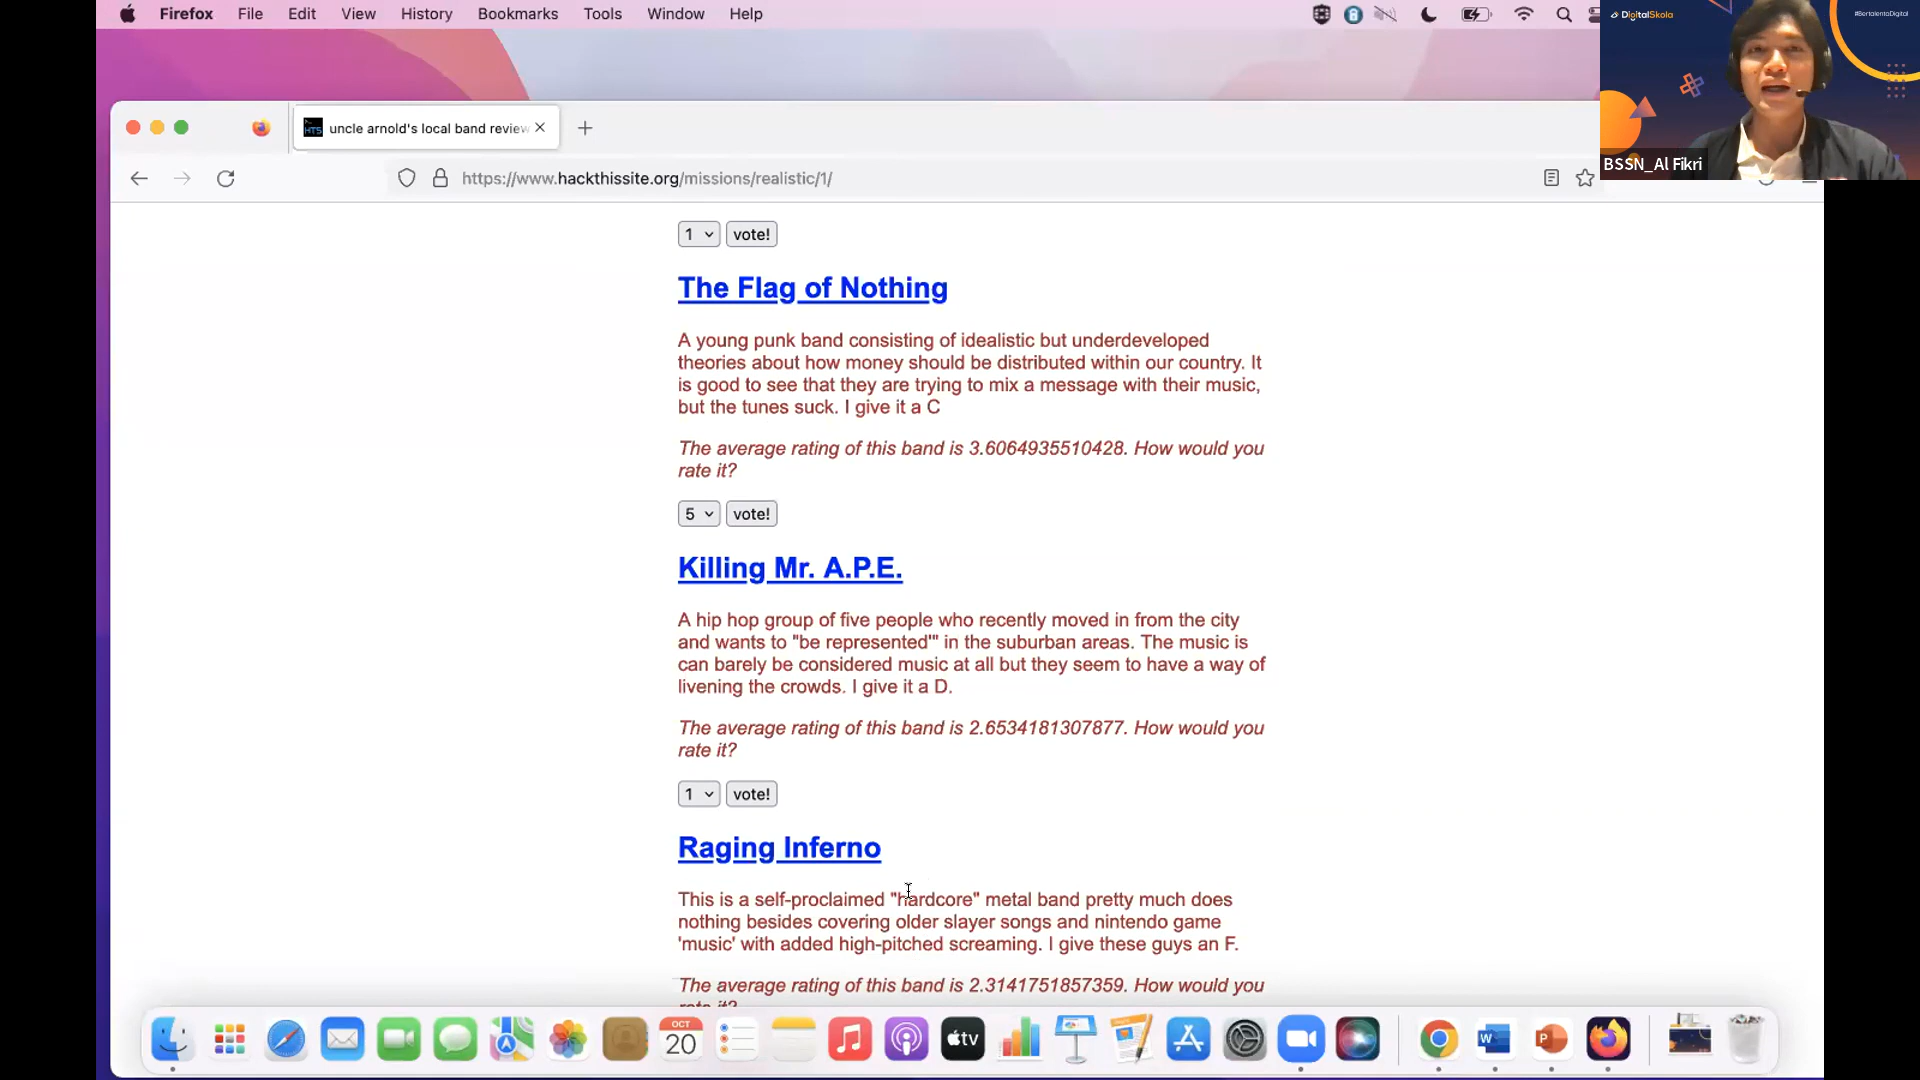 Firefox File Edit View History Bookmarks Tools Window Help
DigitalSkola
#BertalentaDigital
HTS uncle arnold's local band review
BSSN_Al Fikri
https://www.hackthissite.org/missions/realistic/1/
1 vote!
The Flag of Nothing
A young punk band consisting of idealistic but underdeveloped
theories about how money should be distributed within our country. It
is good to see that they are trying to mix a message with their music,
but the tunes suck. I give it a C
The average rating of this band is 3.6064935510428. How would you
rate it?
5 vote!
Killing Mr. A.P.E.
A hip hop group of five people who recently moved in from the city
and wants to "be represented'" in the suburban areas. The music is
can barely be considered music at all but they seem to have a way of
livening the crowds. I give it a D.
The average rating of this band is 2.6534181307877. How would you
rate it?
1 vote!
Raging Inferno
This is a self-proclaimed "hardcore" metal band pretty much does
nothing besides covering older slayer songs and nintendo game
'music' with added high-pitched screaming. I give these guys an F.
The average rating of this band is 2.3141751857359. How would you
rate it?
OCT
20
tv
W
P